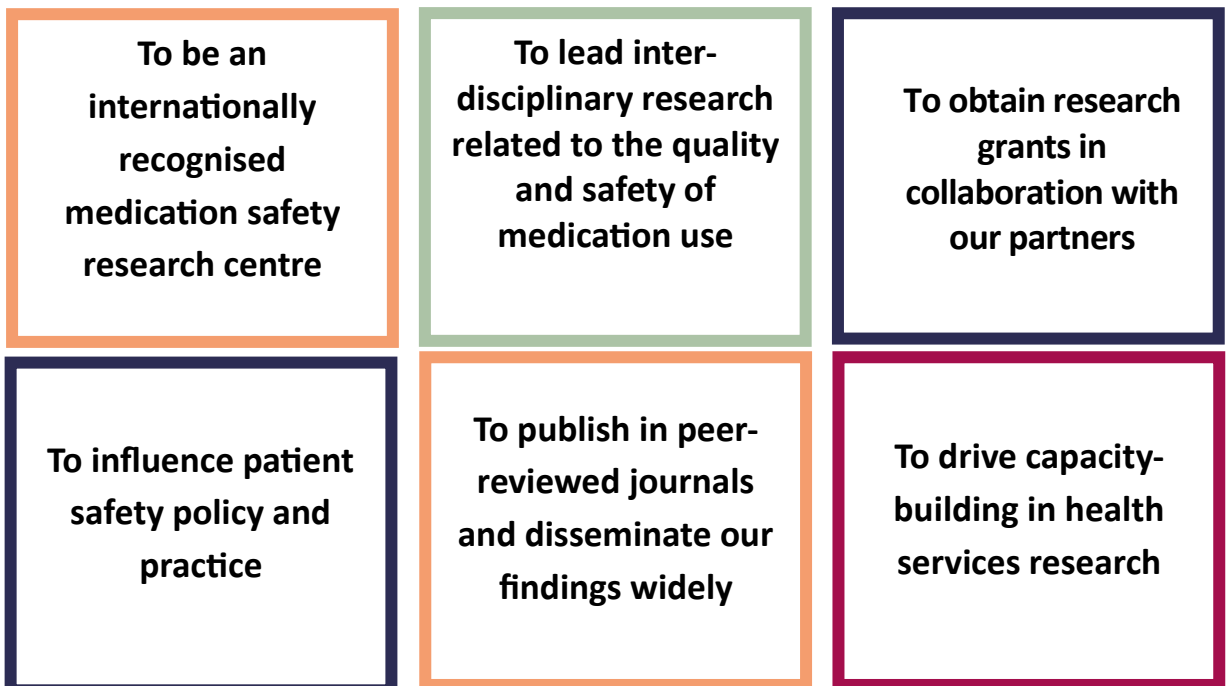 To be an
internationally
recognised
medication safety
research centre
To lead inter-
disciplinary research
related to the quality
and safety of
medication use
To obtain research
grants in
collaboration with
our partners
To influence patient
safety policy and
practice
To publish in peer-
reviewed journals
and disseminate our
findings widely
To drive capacity-
building in health
services research